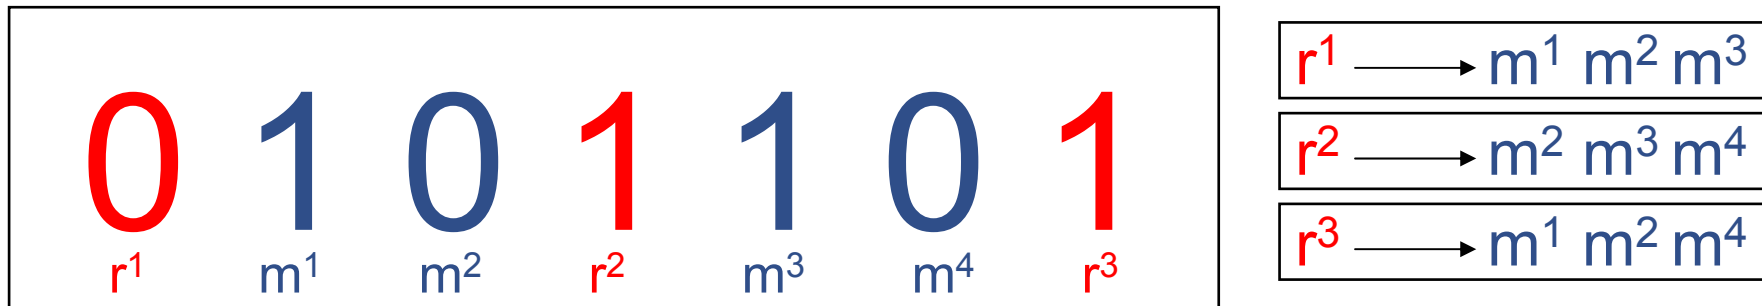 0 1 0 1 1 0 1
r¹ m¹ m² r² m³ m⁴ r³
r¹ → m¹ m² m³
r² → m² m³ m⁴
r³ → m¹ m² m⁴